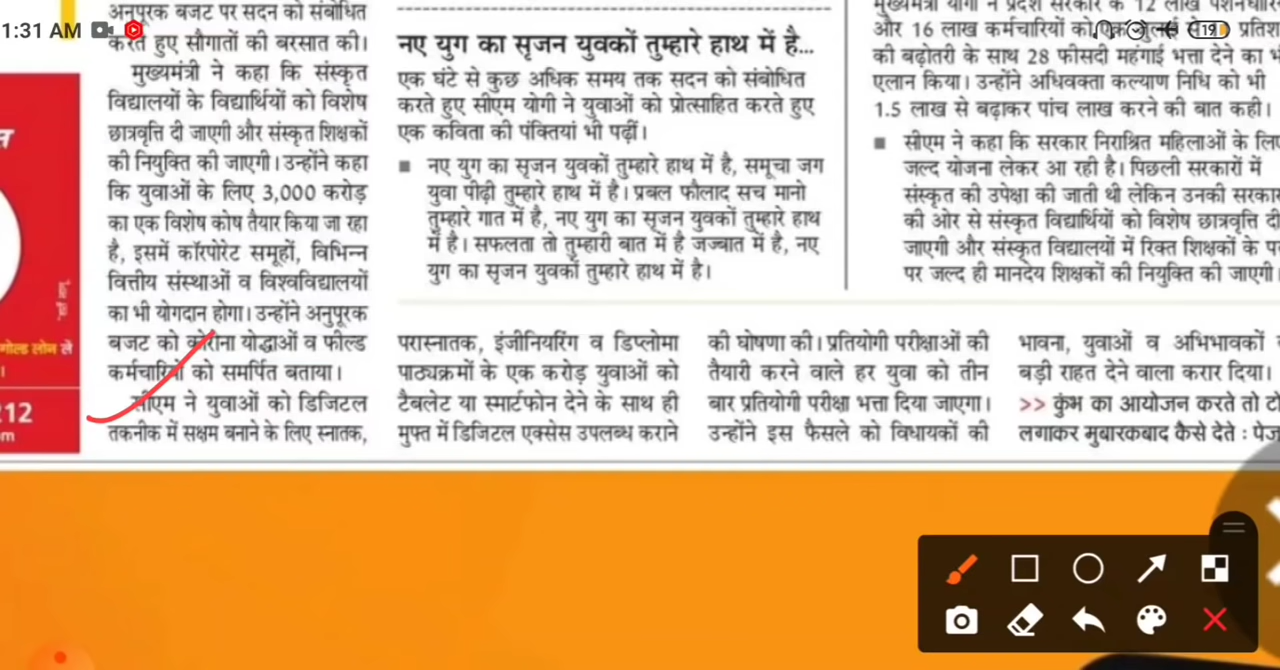 1:31 AM
19
अनुपूरक बजट पर सदन को संबोधित
करते हुए सौगातों की बरसात की।
मुख्यमंत्री ने कहा कि संस्कृत
विद्यालयों के विद्यार्थियों को विशेष
छात्रवृत्ति दी जाएगी और संस्कृत शिक्षकों
की नियुक्ति की जाएगी। उन्होंने कहा
कि युवाओं के लिए 3,000 करोड़
का एक विशेष कोष तैयार किया जा रहा
है, इसमें कॉरपोरेट समूहों, विभिन्न
वित्तीय संस्थाओं व विश्वविद्यालयों
का भी योगदान होगा। उन्होंने अनुपूरक
बजट को कोरोना योद्धाओं व फील्ड
कर्मचारियों को समर्पित बताया।
सीएम ने युवाओं को डिजिटल
तकनीक में सक्षम बनाने के लिए स्नातक,
नए युग का सृजन युवकों तुम्हारे हाथ में है...
एक घंटे से कुछ अधिक समय तक सदन को संबोधित
करते हुए सीएम योगी ने युवाओं को प्रोत्साहित करते हुए
एक कविता की पंक्तियां भी पढ़ीं।
नए युग का सृजन युवकों तुम्हारे हाथ में है, समूचा जग
युवा पीढ़ी तुम्हारे हाथ में है। प्रबल फौलाद सच मानो
तुम्हारे गात में है, नए युग का सृजन युवकों तुम्हारे हाथ
में है। सफलता तो तुम्हारी बात में है जज्बात में है, नए
युग का सृजन युवकों तुम्हारे हाथ में है।
मुख्यमंत्री योगी ने प्रदेश सरकार के 12 लाख
और 16 लाख कर्मचारियों को
की बढ़ोतरी के साथ 28 फीसदी महंगाई भत्ता देने का
एलान किया। उन्होंने अधिवक्ता कल्याण निधि को भी
1.5 लाख से बढ़ाकर पांच लाख करने की बात कही।
सीएम ने कहा कि सरकार निराश्रित महिलाओं के
जल्द योजना लेकर आ रही है। पिछली सरकारों में
संस्कृत की उपेक्षा की जाती थी लेकिन उनकी सरकार
की ओर से संस्कृत विद्यार्थियों को विशेष छात्रवृत्ति दी
जाएगी और संस्कृत विद्यालयों में रिक्त शिक्षकों के
पर जल्द ही मानदेय शिक्षकों की नियुक्ति की जाएगी।
परास्नातक, इंजीनियरिंग व डिप्लोमा
पाठ्यक्रमों के एक करोड़ युवाओं को
टैबलेट या स्मार्टफोन देने के साथ ही
मुफ्त में डिजिटल एक्सेस उपलब्ध कराने
की घोषणा की। प्रतियोगी परीक्षाओं की
तैयारी करने वाले हर युवा को तीन
बार प्रतियोगी परीक्षा भत्ता दिया जाएगा।
उन्होंने इस फैसले को विधायकों की
भावना, युवाओं व अभिभावकों
बड़ी राहत देने वाला करार दिया।
>> कुंभ का आयोजन करते तो
लगाकर मुबारकबाद कैसे देते : पेज
गोल्ड लोन ले
212
om